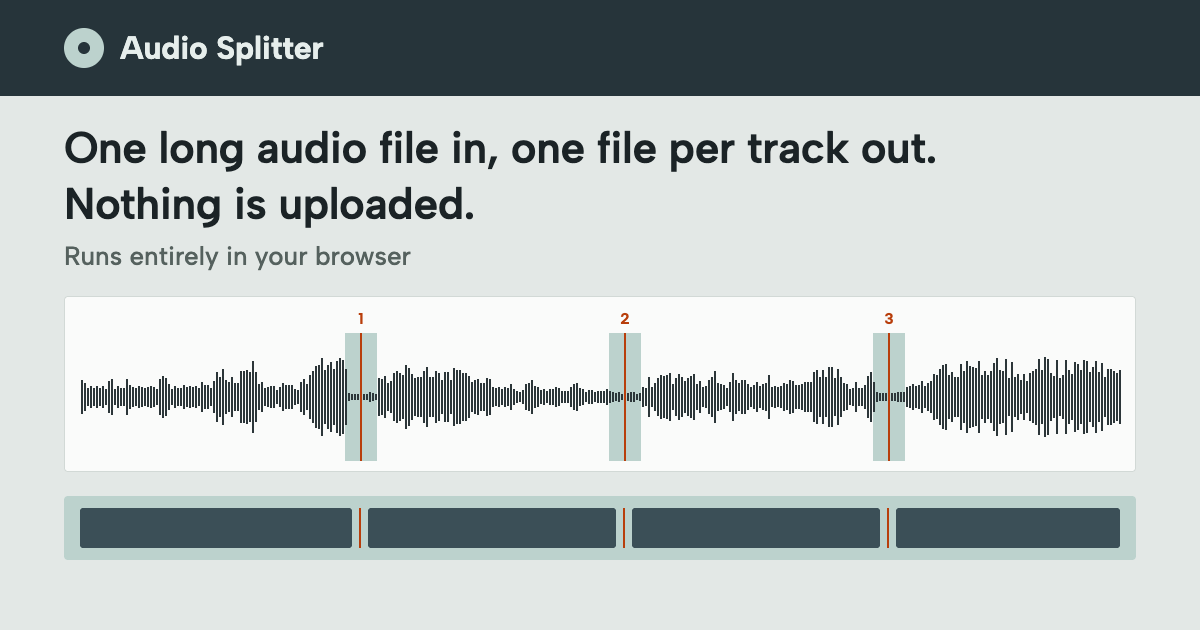 Audio Splitter
One long audio file in, one file per track out.
Nothing is uploaded.
Runs entirely in your browser
1 2 3